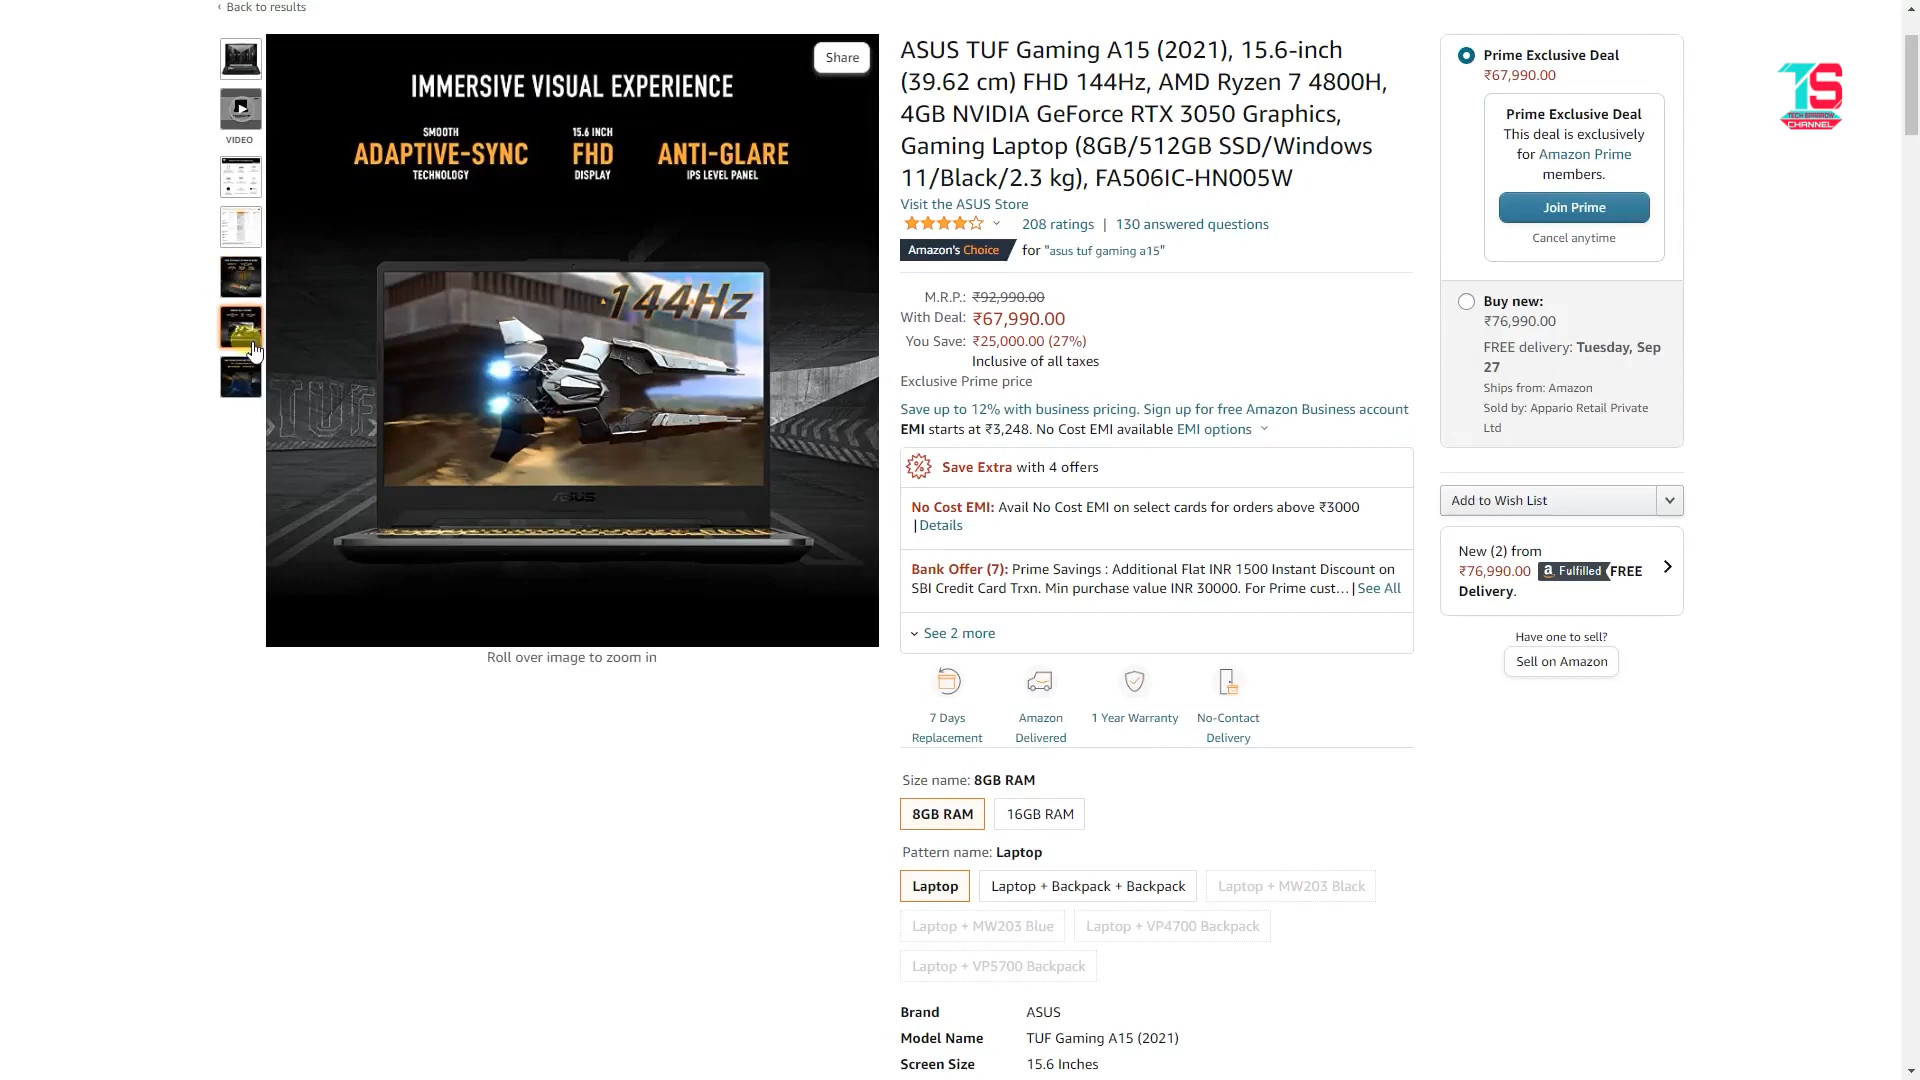 ‹ Back to results
VIDEO
Share
IMMERSIVE VISUAL EXPERIENCE
SMOOTH
ADAPTIVE-SYNC
TECHNOLOGY
15.6 INCH
FHD
DISPLAY
ANTI-GLARE
IPS LEVEL PANEL
144Hz
TUF
ASUS
Roll over image to zoom in
ASUS TUF Gaming A15 (2021), 15.6-inch
(39.62 cm) FHD 144Hz, AMD Ryzen 7 4800H,
4GB NVIDIA GeForce RTX 3050 Graphics,
Gaming Laptop (8GB/512GB SSD/Windows
11/Black/2.3 kg), FA506IC-HN005W
Visit the ASUS Store
208 ratings | 130 answered questions
Amazon's Choice for "asus tuf gaming a15"
M.R.P.: ₹92,990.00
With Deal: ₹67,990.00
You Save: ₹25,000.00 (27%)
Inclusive of all taxes
Exclusive Prime price
Save up to 12% with business pricing. Sign up for free Amazon Business account
EMI starts at ₹3,248. No Cost EMI available EMI options
Save Extra with 4 offers
No Cost EMI: Avail No Cost EMI on select cards for orders above ₹3000
|Details
Bank Offer (7): Prime Savings : Additional Flat INR 1500 Instant Discount on
SBI Credit Card Trxn. Min purchase value INR 30000. For Prime cust... | See All
See 2 more
7 Days
Replacement
Amazon
Delivered
1 Year Warranty
No-Contact
Delivery
Size name: 8GB RAM
8GB RAM
16GB RAM
Pattern name: Laptop
Laptop
Laptop + Backpack + Backpack
Laptop + MW203 Black
Laptop + MW203 Blue
Laptop + VP4700 Backpack
Laptop + VP5700 Backpack
Brand ASUS
Model Name TUF Gaming A15 (2021)
Screen Size 15.6 Inches
Prime Exclusive Deal
₹67,990.00
Prime Exclusive Deal
This deal is exclusively
for Amazon Prime
members.
Join Prime
Cancel anytime
Buy new:
₹76,990.00
FREE delivery: Tuesday, Sep
27
Ships from: Amazon
Sold by: Appario Retail Private
Ltd
Add to Wish List
New (2) from
₹76,990.00 a Fulfilled FREE
Delivery.
Have one to sell?
Sell on Amazon
TS
TECH SPARROW
CHANNEL